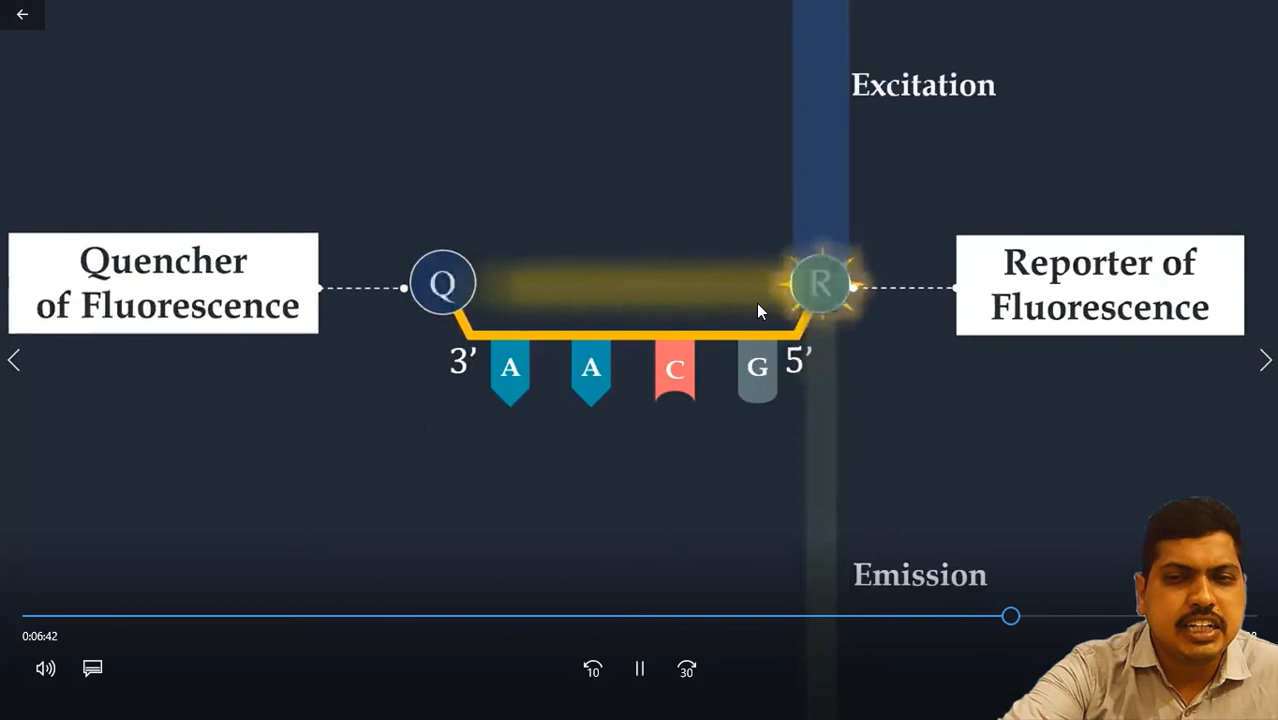 Excitation
Quencher
of Fluorescence
Q
R
Reporter of
Fluorescence
3’
A
A
C
G
5’
Emission
0:06:42
10
30